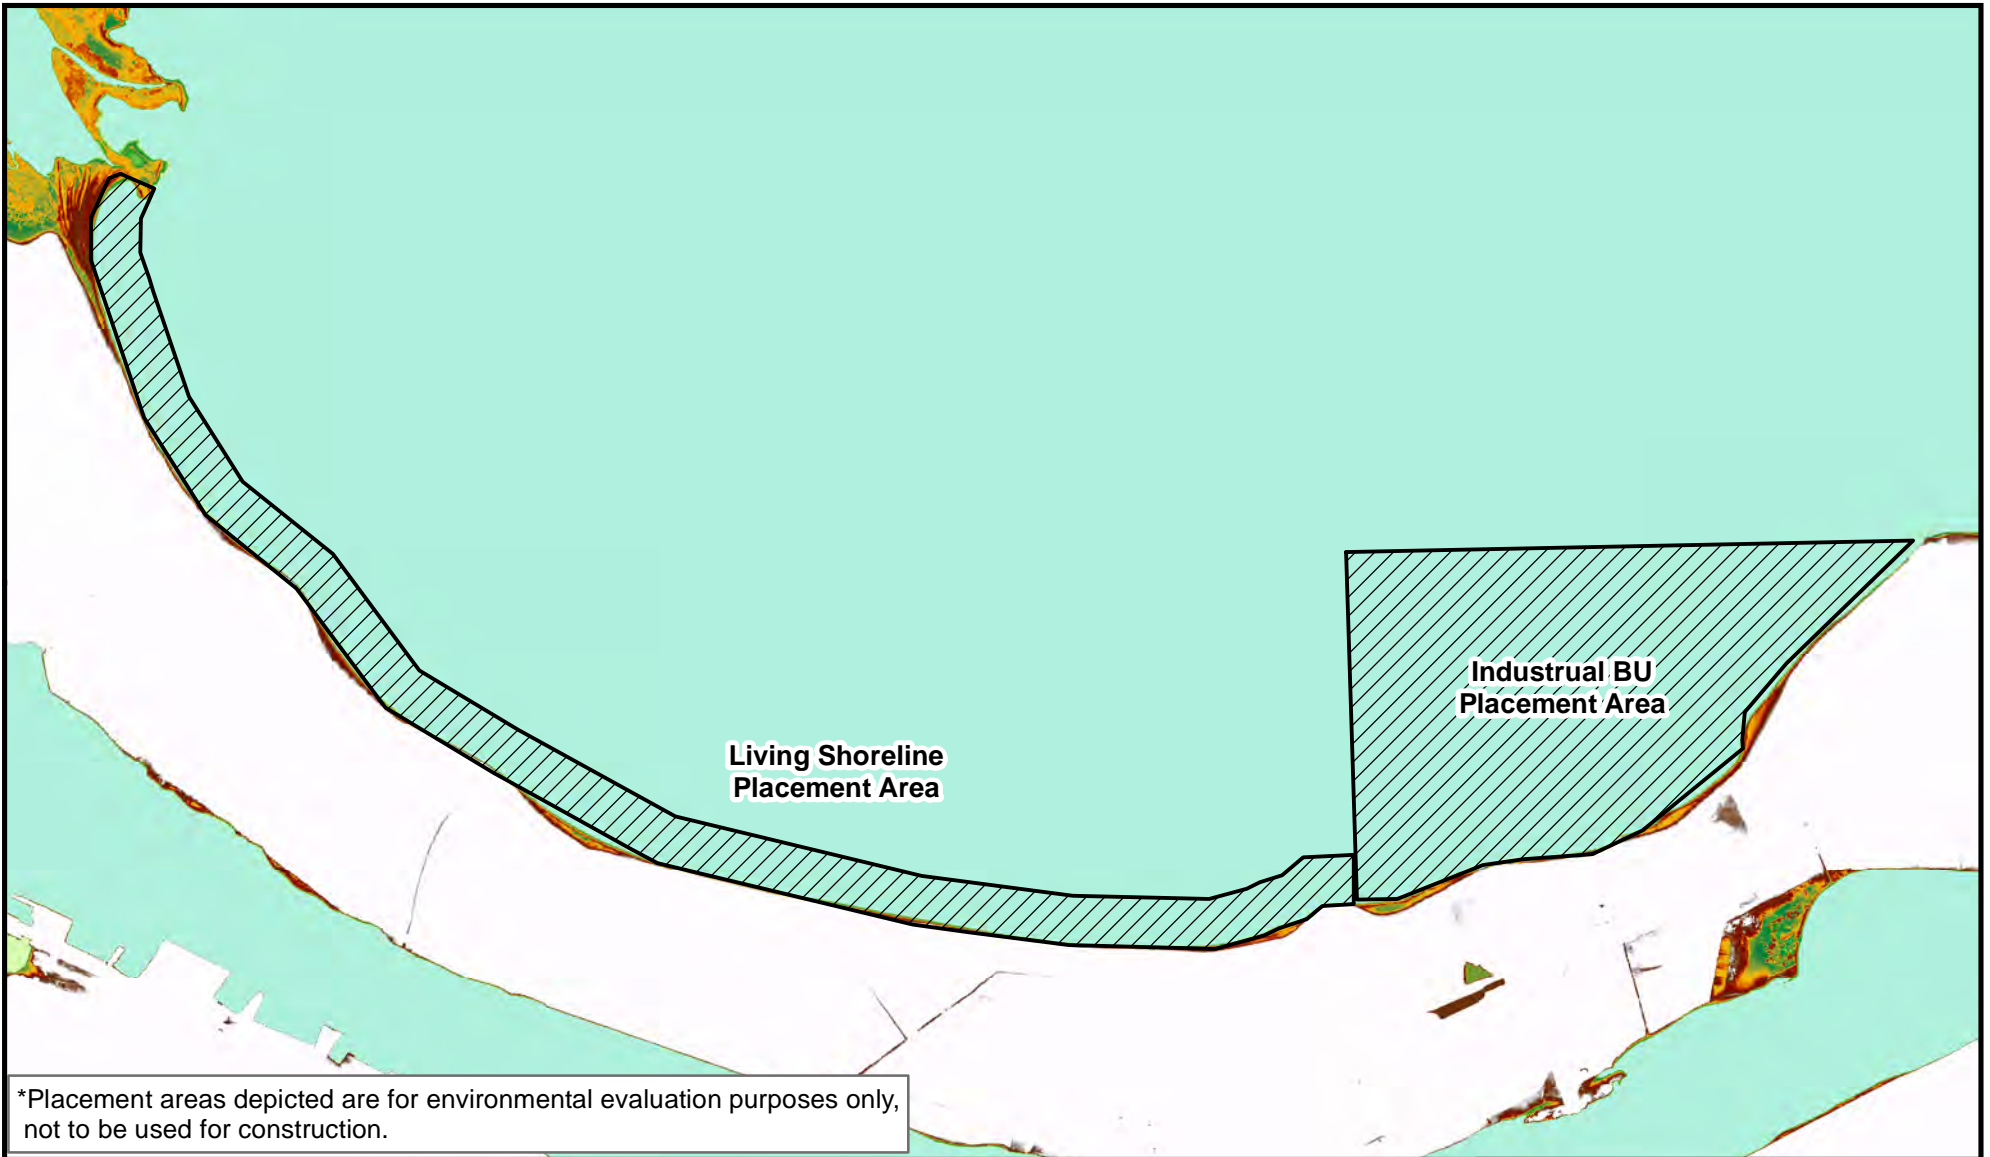 Industrual BU
Placement Area
Living Shoreline
Placement Area
*Placement areas depicted are for environmental evaluation purposes only,
not to be used for construction.